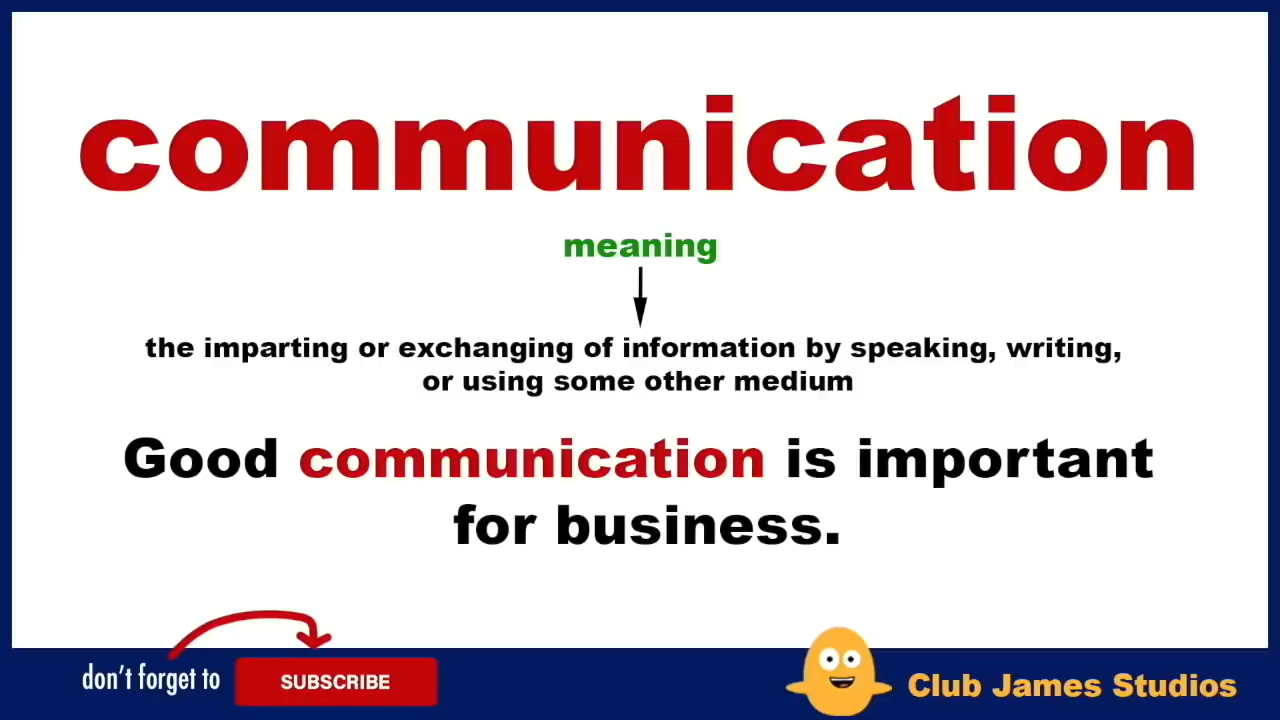 communication
meaning
the imparting or exchanging of information by speaking, writing,
or using some other medium
Good communication is important
for business.
don't forget to
SUBSCRIBE
Club James Studios